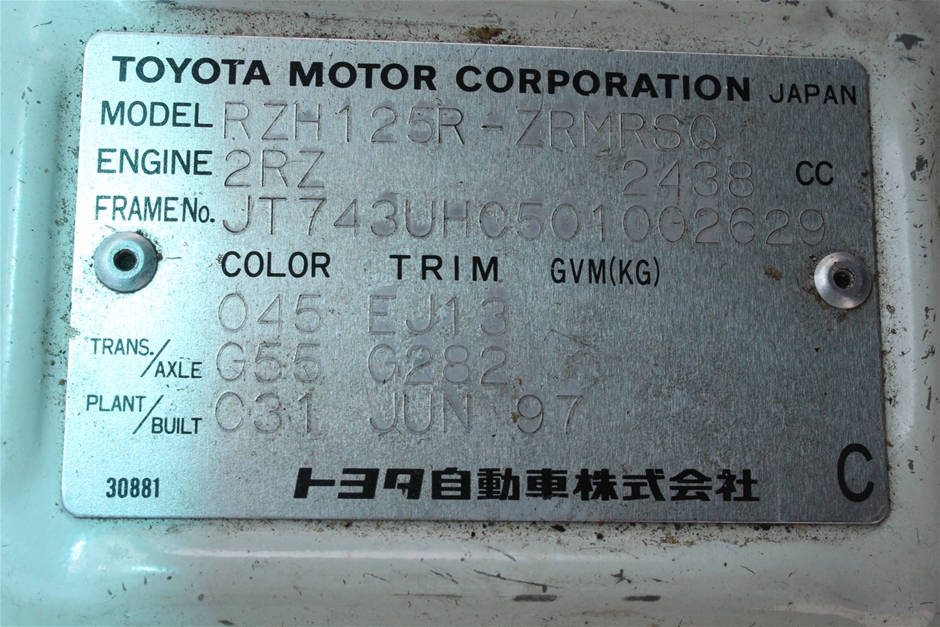 TOYOTA MOTOR CORPORATION JAPAN
MODEL RZH125R-ZRMRSQ
ENGINE 2RZ 2438 CC
FRAME No. JT743UHC501002629
COLOR TRIM GVM(KG)
045 EJ13
TRANS./AXLE G55 G282
PLANT/BUILT C31 JUN 97
30881 トヨタ自動車株式会社 C